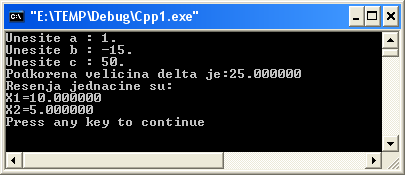 "E:\TEMP\Debug\Cpp1.exe"
Unesite a : 1.
Unesite b : -15.
Unesite c : 50.
Podkorena velicina delta je:25.000000
Resenja jednacine su:
X1=10.000000
X2=5.000000
Press any key to continue